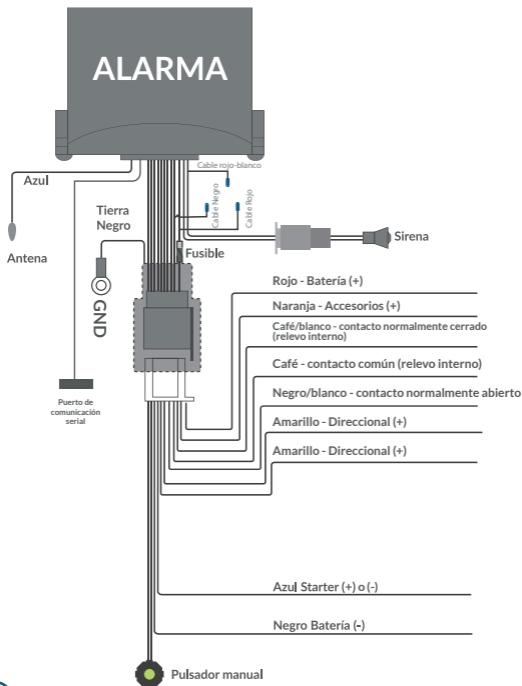 ALARMA
Cable rojo-blanco
Azul
Cable Negro
Cable Rojo
Tierra
Negro
Antena
Fusible
Sirena
GND
Rojo - Batería (+)
Naranja - Accesorios (+)
Café/blanco - contacto normalmente cerrado
(relevo interno)
Café - contacto común (relevo interno)
Negro/blanco - contacto normalmente abierto
Puerto de
comunicación
serial
Amarillo - Direccional (+)
Amarillo - Direccional (+)
Azul Starter (+) o (-)
Negro Batería (-)
Pulsador manual